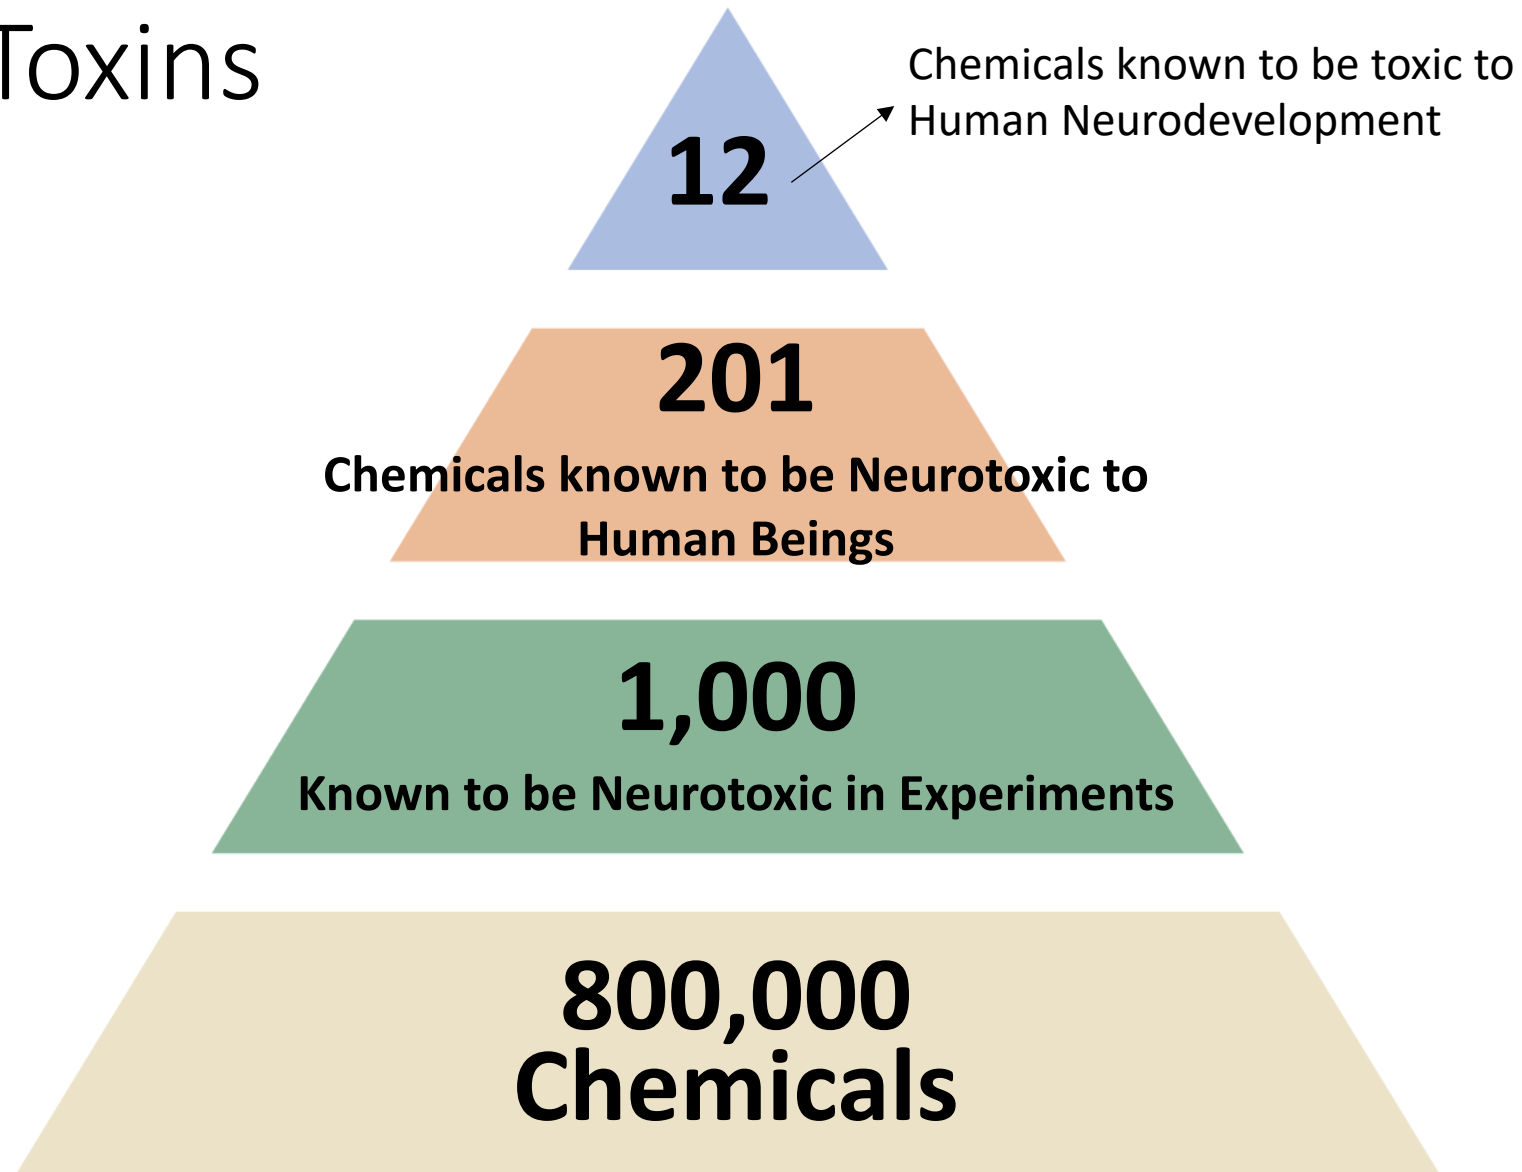 Toxins
Chemicals known to be toxic to
Human Neurodevelopment
12
201
Chemicals known to be Neurotoxic to
Human Beings
1,000
Known to be Neurotoxic in Experiments
800,000
Chemicals